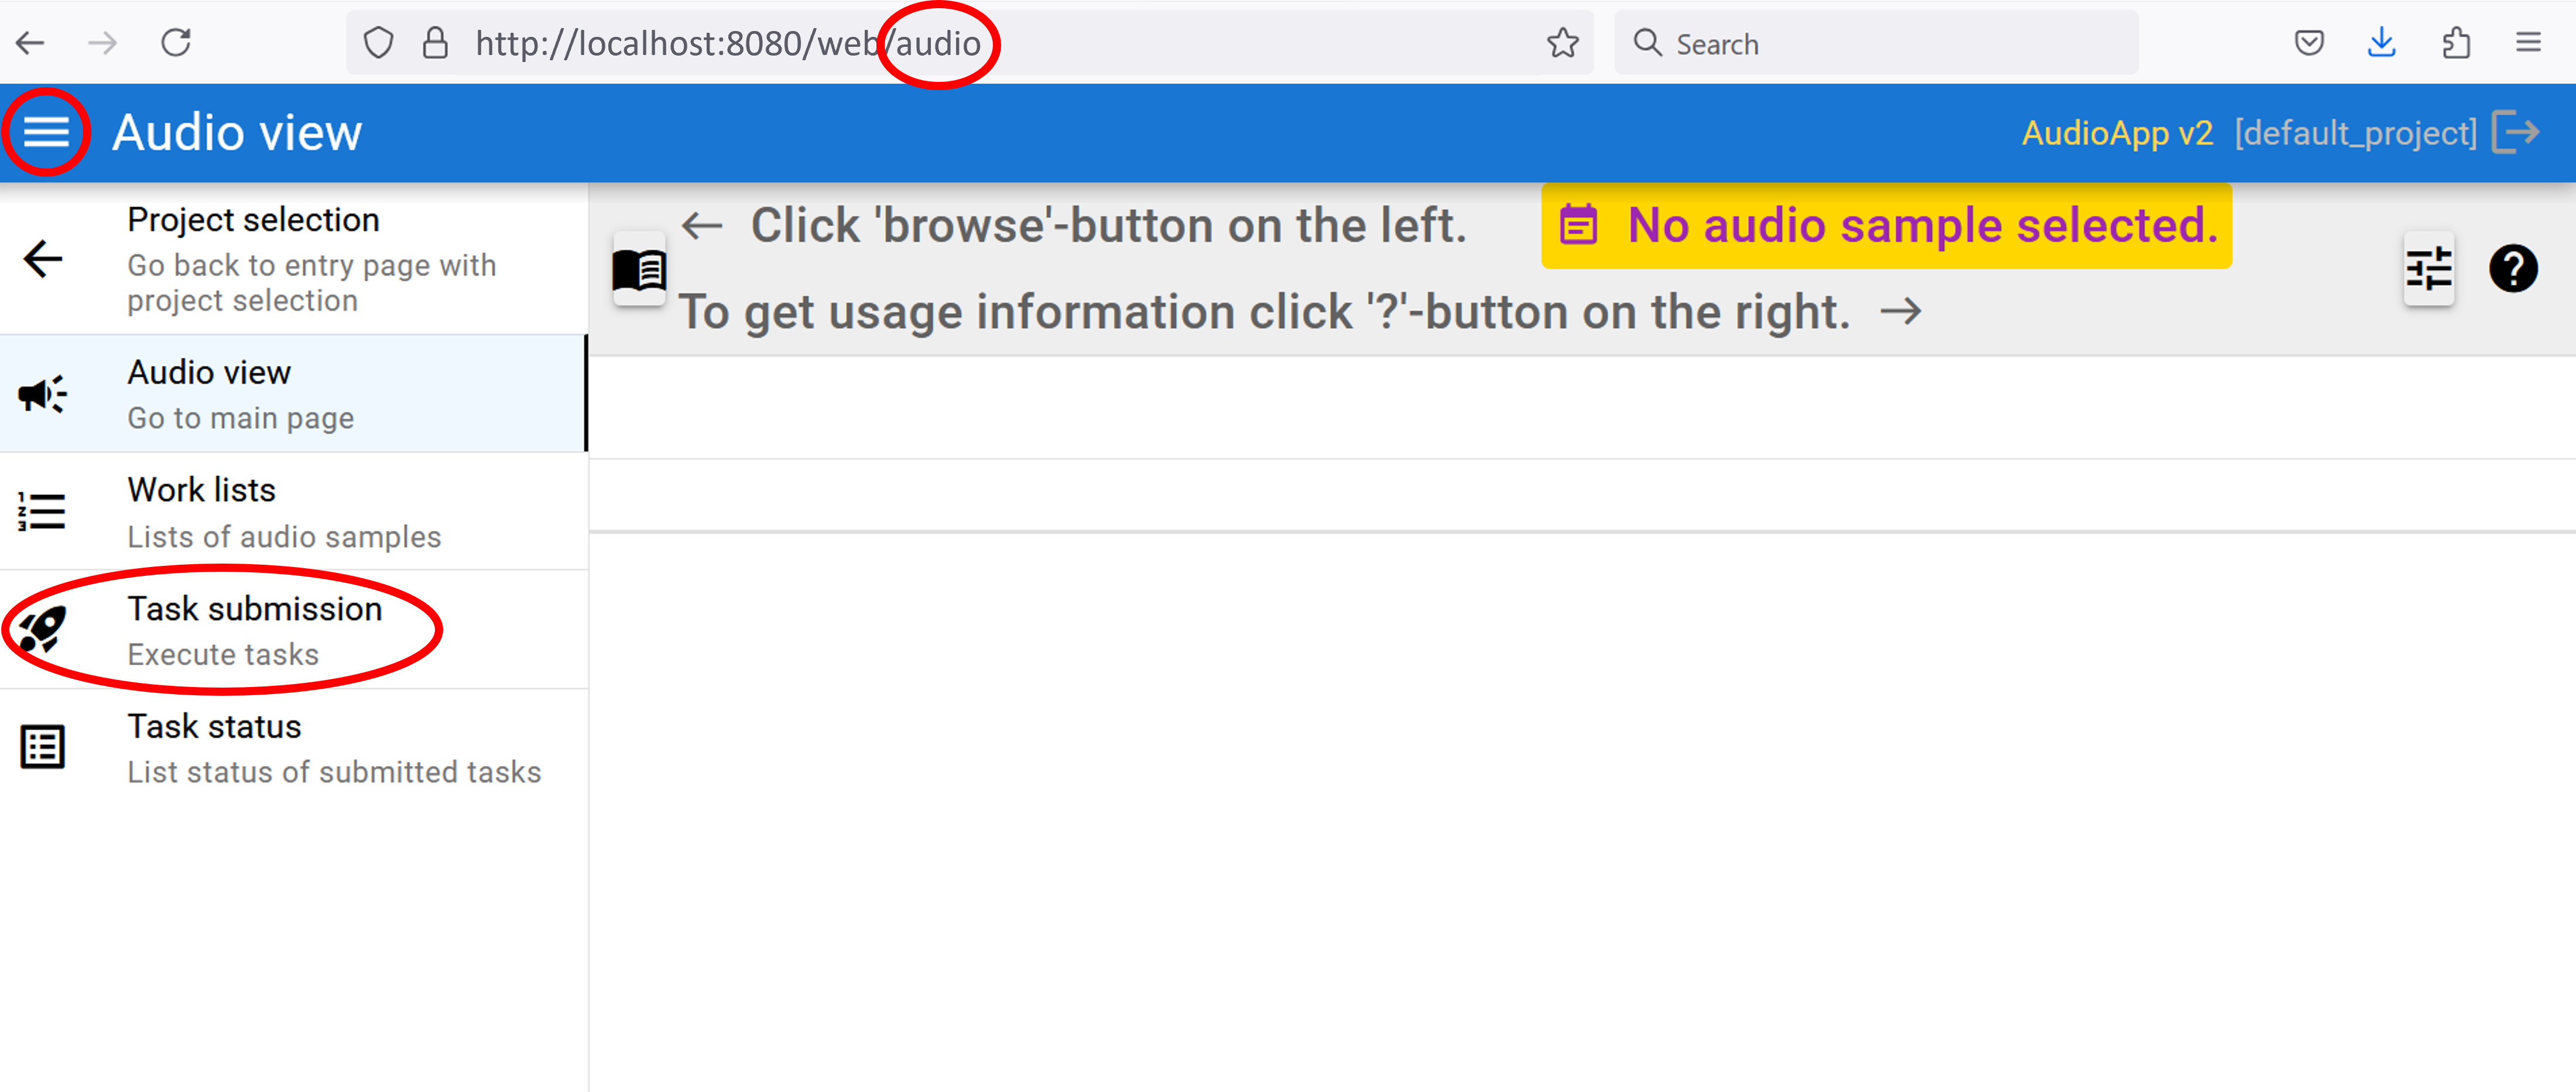 http://localhost:8080/web/audio
Search
Audio view
AudioApp v2 [default_project]
Project selection
Go back to entry page with
project selection
Audio view
Go to main page
1
2
3
Work lists
Lists of audio samples
Task submission
Execute tasks
Task status
List status of submitted tasks
← Click 'browse'-button on the left.
No audio sample selected.
To get usage information click '?'-button on the right. →
?